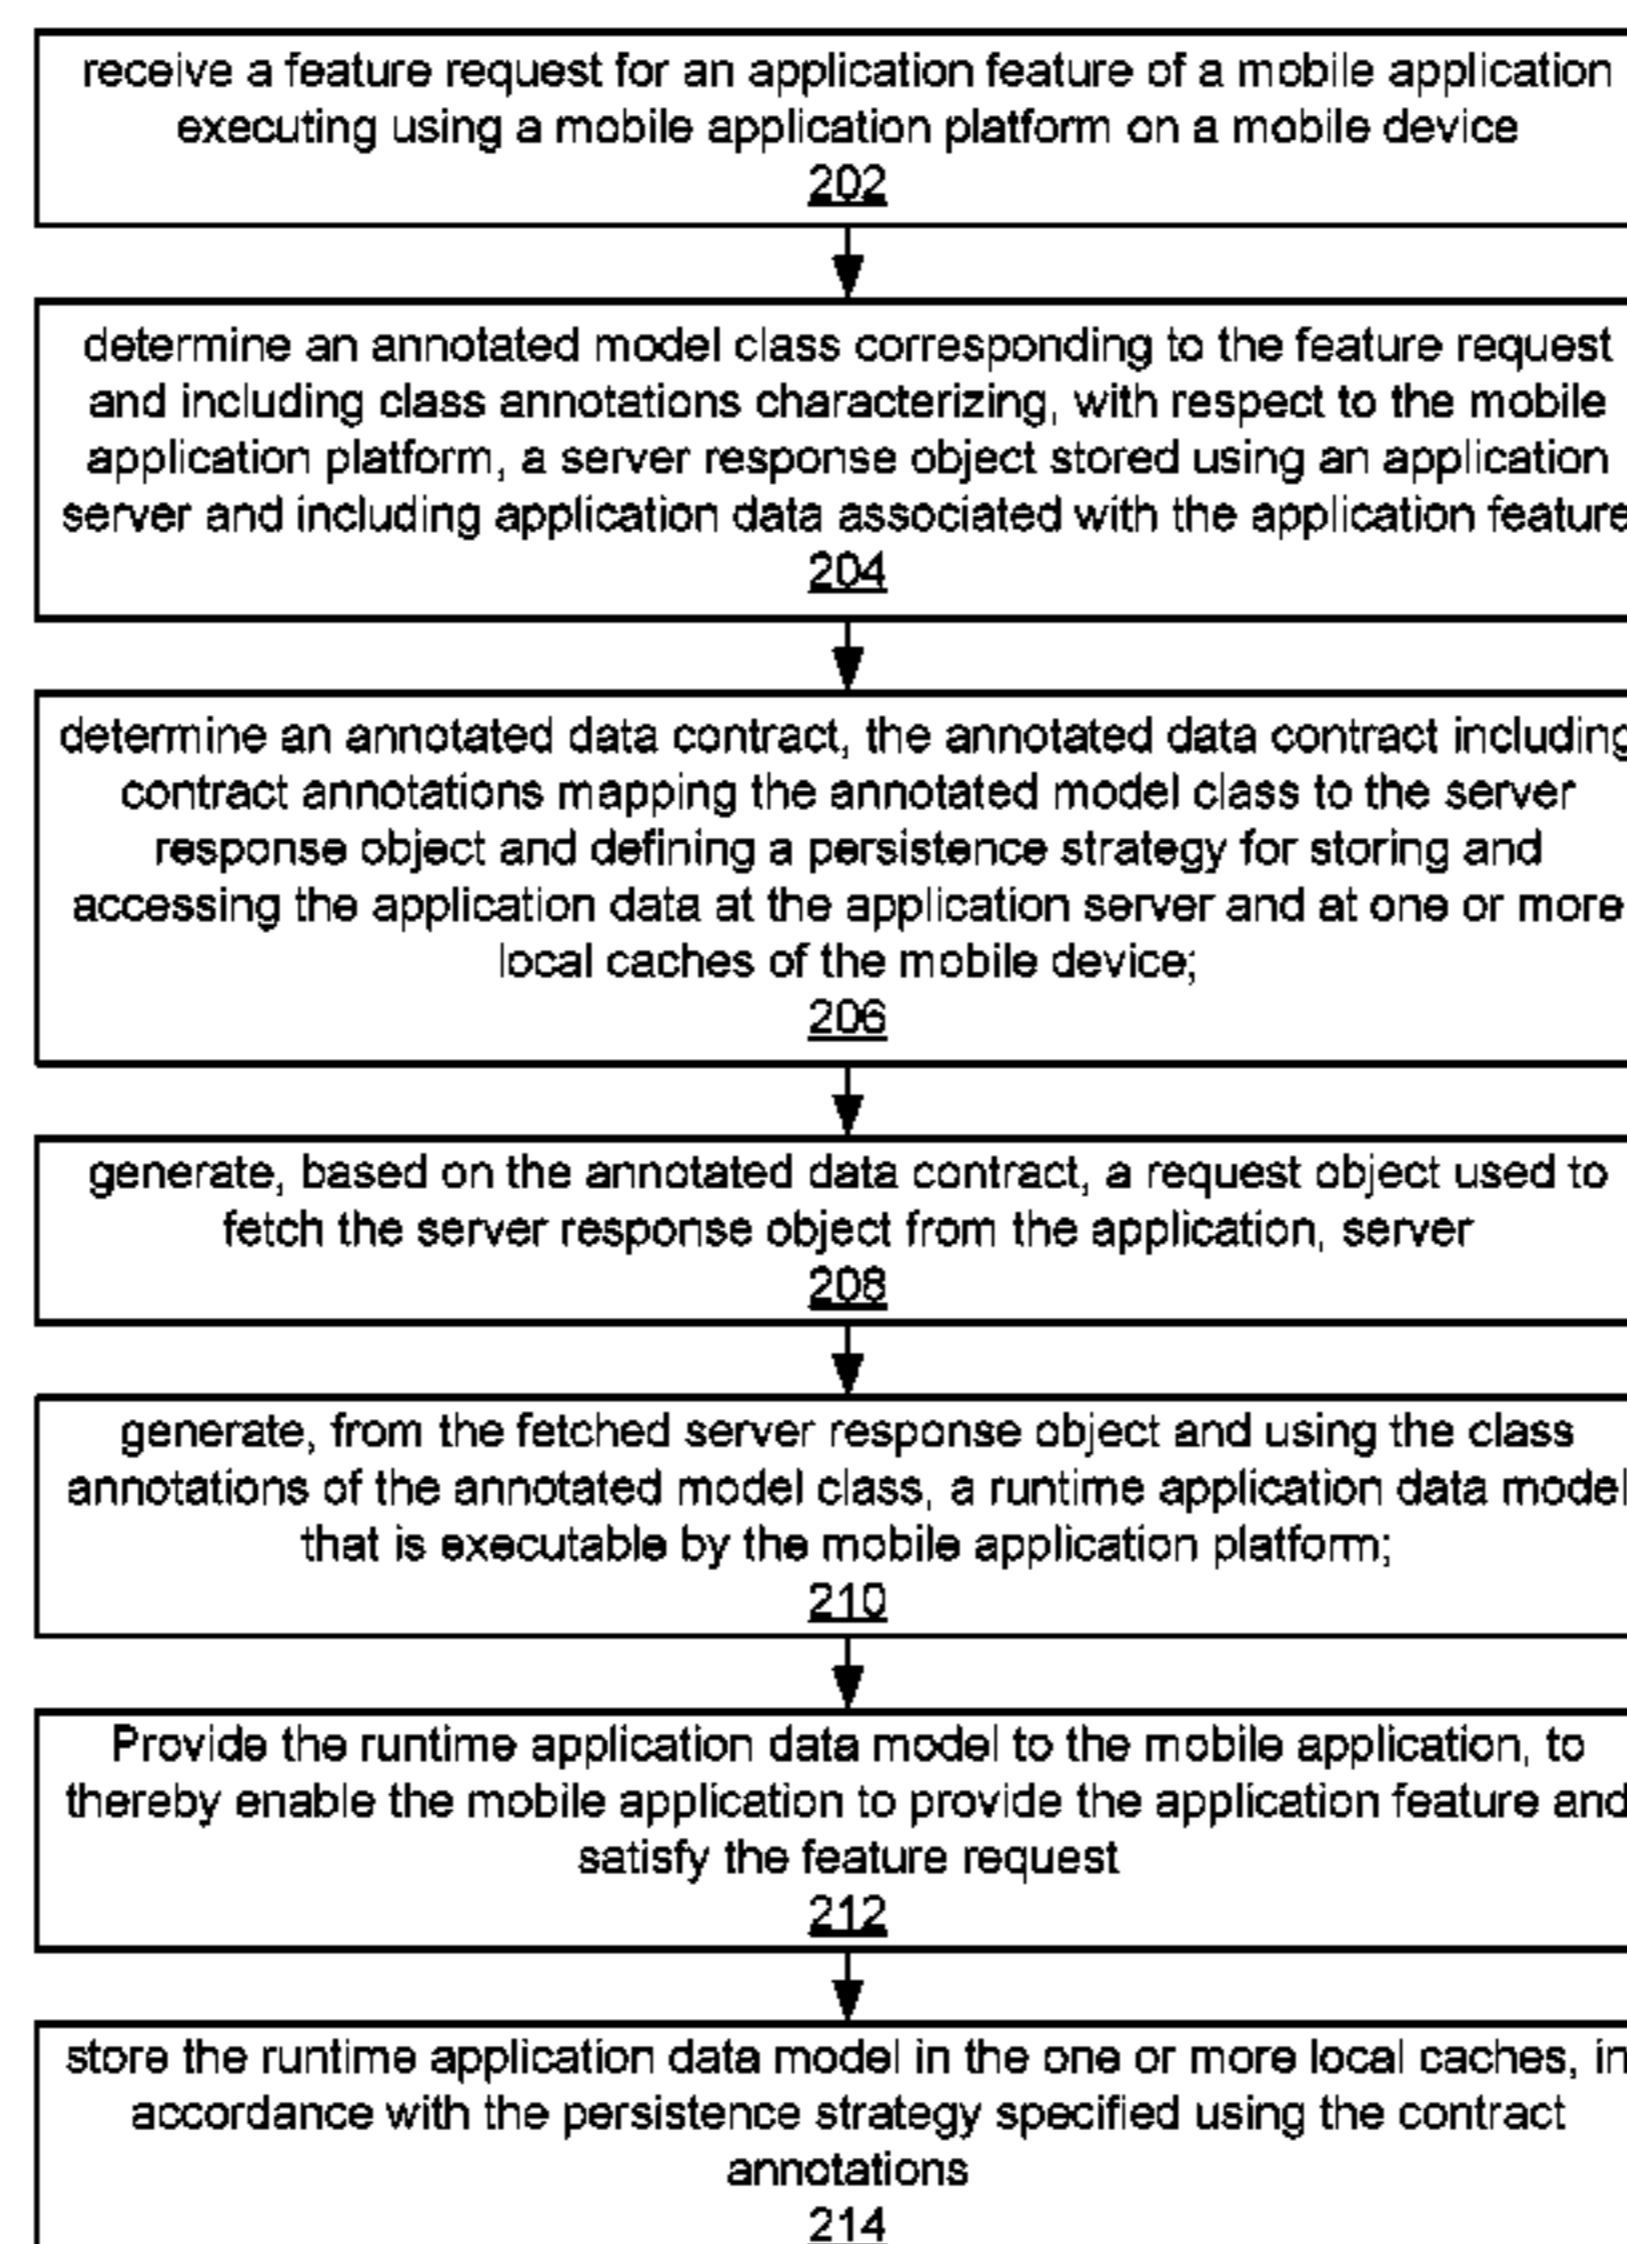 receive a feature request for an application feature of a mobile application
executing using a mobile application platform on a mobile device
202
determine an annotated model class corresponding to the feature request
and including class annotations characterizing, with respect to the mobile
application platform, a server response object stored using an application
server and including application data associated with the application feature
204
determine an annotated data contract, the annotated data contract including
contract annotations mapping the annotated model class to the server
response object and defining a persistence strategy for storing and
accessing the application data at the application server and at one or more
local caches of the mobile device;
206
generate, based on the annotated data contract, a request object used to
fetch the server response object from the application, server
208
generate, from the fetched server response object and using the class
annotations of the annotated model class, a runtime application data model
that is executable by the mobile application platform;
210
Provide the runtime application data model to the mobile application, to
thereby enable the mobile application to provide the application feature and
satisfy the feature request
212
store the runtime application data model in the one or more local caches, in
accordance with the persistence strategy specified using the contract
annotations
214